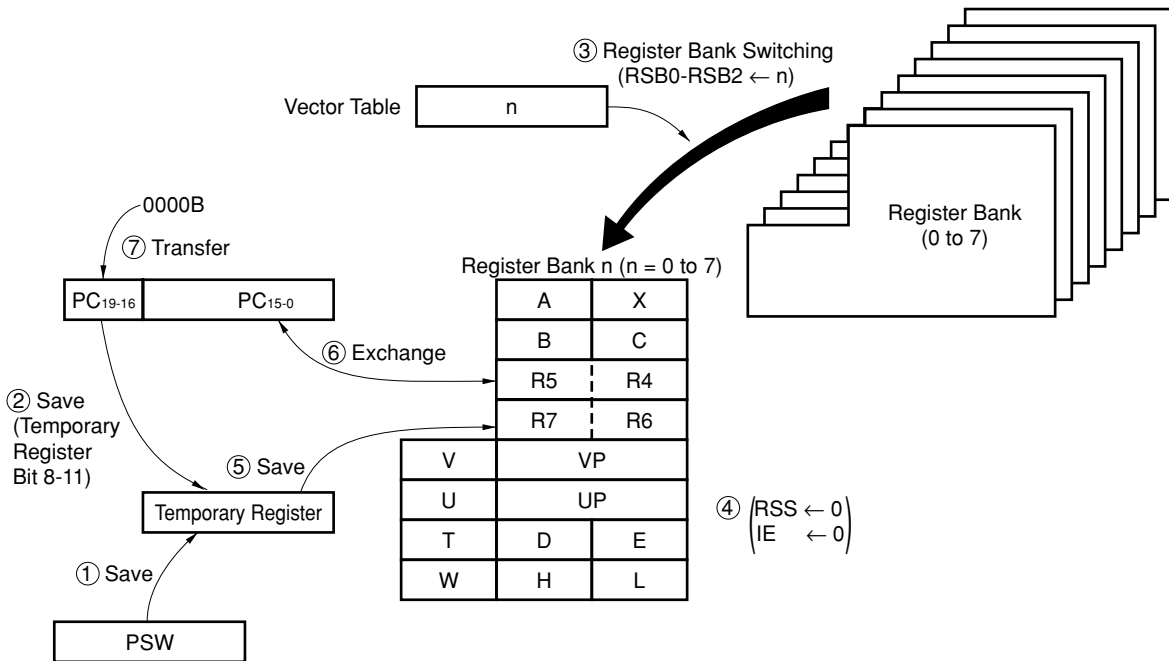 ③ Register Bank Switching
(RSB0-RSB2 ← n)
Vector Table
n
Register Bank
(0 to 7)
0000B
⑦ Transfer
PC19-16
PC15-0
Register Bank n (n = 0 to 7)
A
X
B
C
⑥ Exchange
R5
R4
② Save
(Temporary
Register
Bit 8-11)
R7
R6
⑤ Save
V
VP
Temporary Register
U
UP
④
RSS ← 0
IE ← 0
T
D
E
① Save
W
H
L
PSW